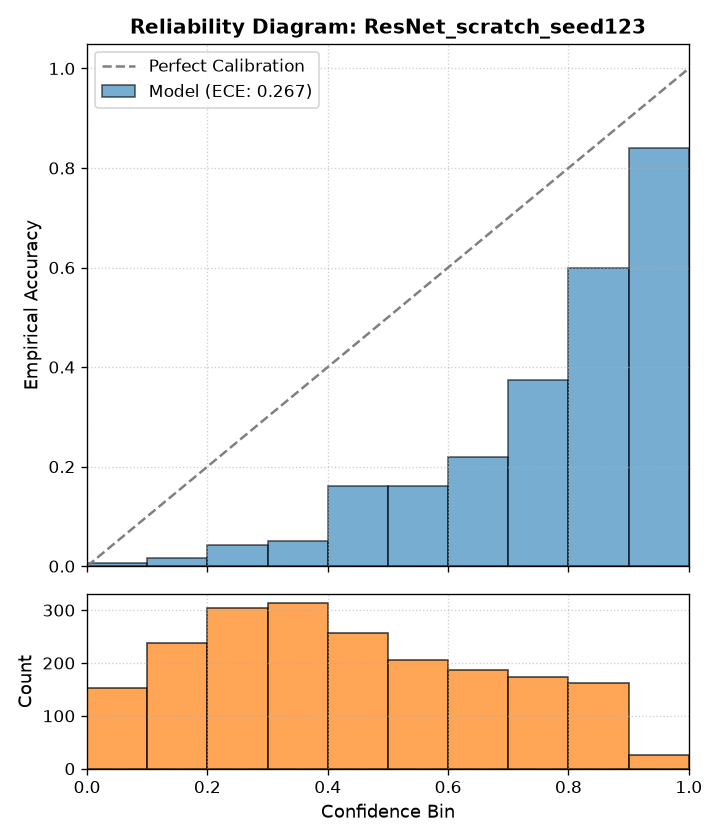 Reliability Diagram: ResNet_scratch_seed123
Perfect Calibration
Model (ECE: 0.267)
1.0
0.8
0.6
0.4
0.2
0.0
Empirical Accuracy
300
200
100
0
Count
0.0 0.2 0.4 0.6 0.8 1.0
Confidence Bin